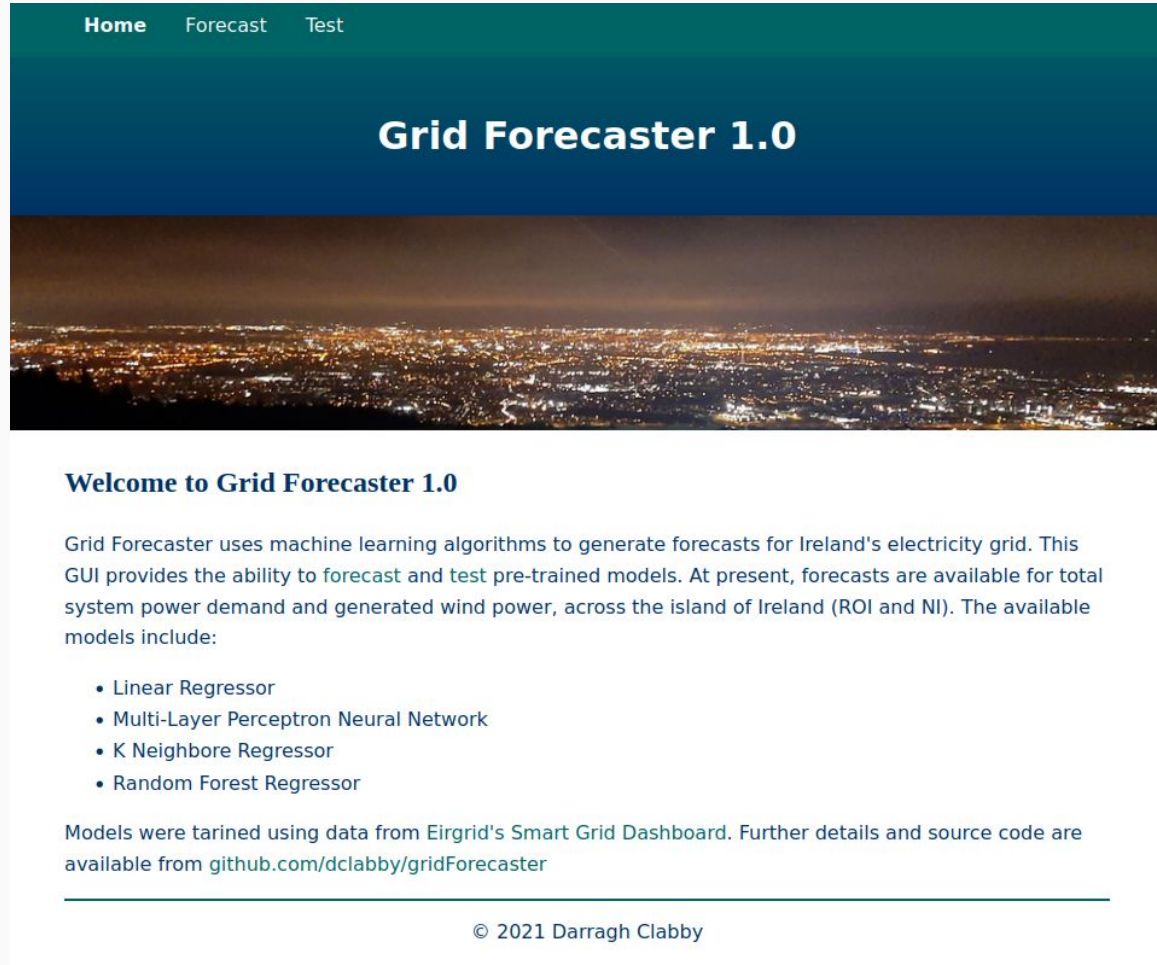 Home Forecast Test
Grid Forecaster 1.0
Welcome to Grid Forecaster 1.0
Grid Forecaster uses machine learning algorithms to generate forecasts for Ireland's electricity grid. This
GUI provides the ability to forecast and test pre-trained models. At present, forecasts are available for total
system power demand and generated wind power, across the island of Ireland (ROI and NI). The available
models include:
• Linear Regressor
• Multi-Layer Perceptron Neural Network
• K Neighbore Regressor
• Random Forest Regressor
Models were tarined using data from Eirgrid's Smart Grid Dashboard. Further details and source code are
available from github.com/dclabby/gridForecaster
© 2021 Darragh Clabby